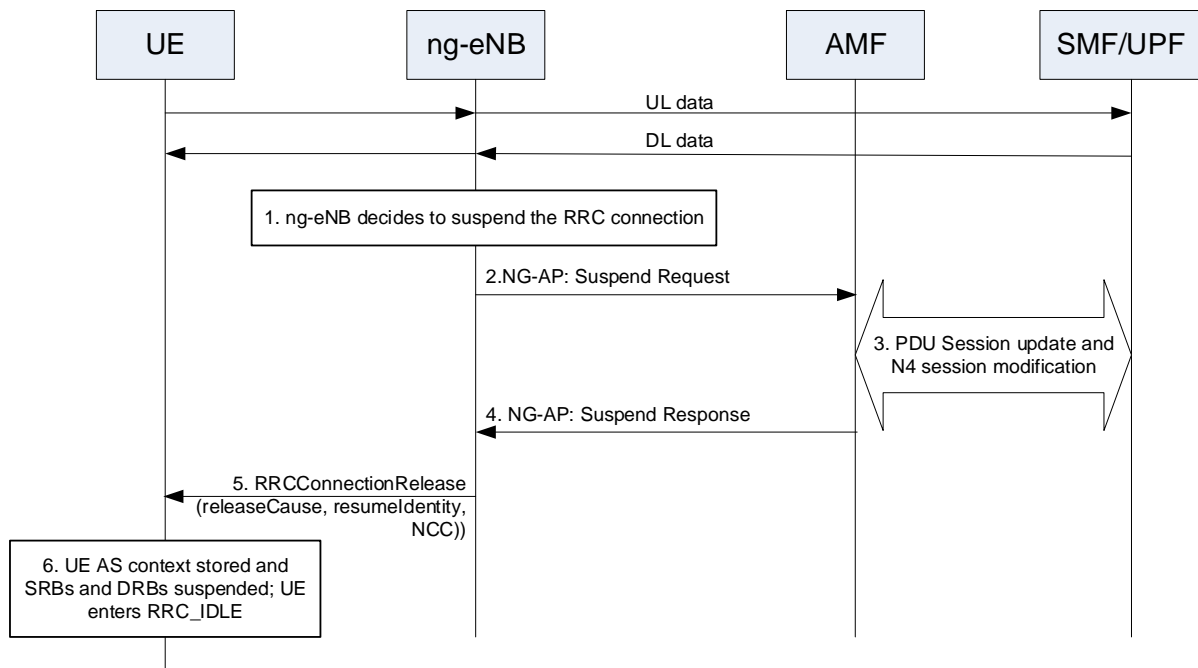 UE
ng-eNB
AMF
SMF/UPF
UL data
DL data
1. ng-eNB decides to suspend the RRC connection
2.NG-AP: Suspend Request
3. PDU Session update and
N4 session modification
4. NG-AP: Suspend Response
5. RRCConnectionRelease
(releaseCause, resumeIdentity,
NCC))
6. UE AS context stored and
SRBs and DRBs suspended; UE
enters RRC_IDLE